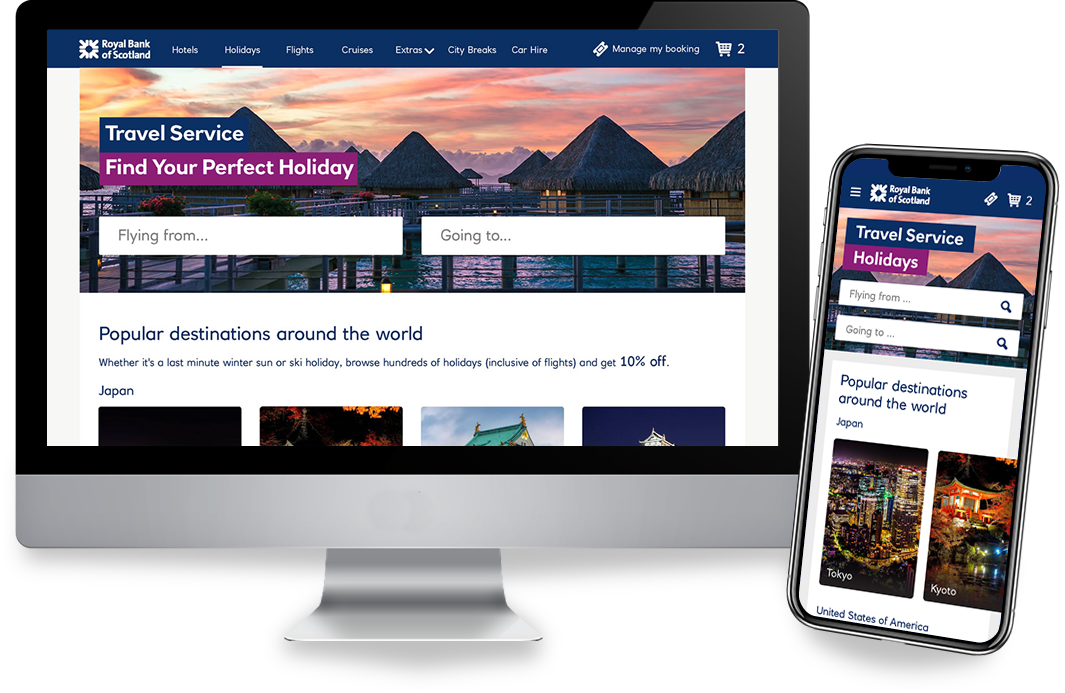 Royal Bank
of Scotland
Hotels
Holidays
Flights
Cruises
Extras
City Breaks
Car Hire
Manage my booking
2
Travel Service
Find Your Perfect Holiday
Flying from...
Going to...
Popular destinations around the world
Whether it's a last minute winter sun or ski holiday, browse hundreds of holidays (inclusive of flights) and get 10% off.
Japan
Royal Bank
of Scotland
2
Travel Service
Holidays
Flying from ...
Going to ...
Popular destinations
around the world
Japan
Tokyo
Kyoto
United States of America